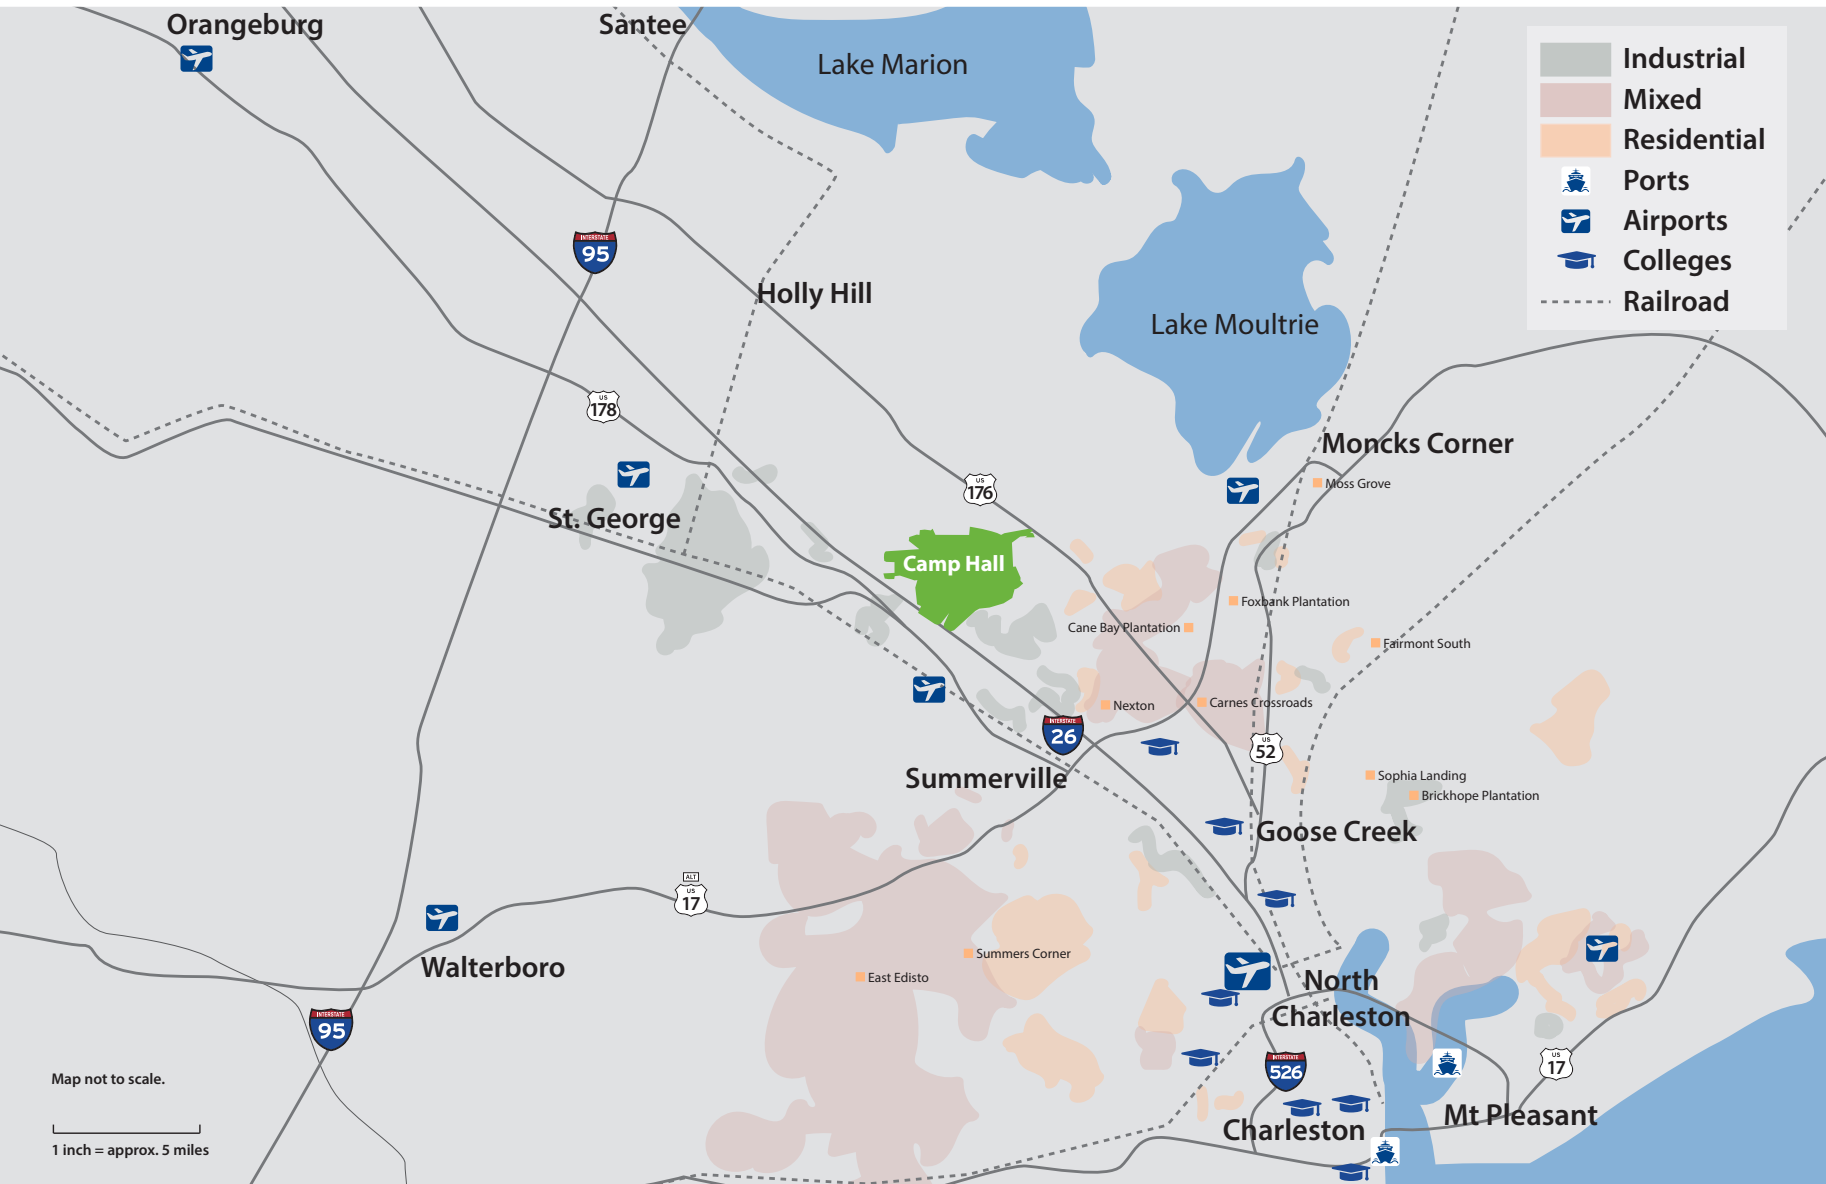 Orangeburg
Santee
Lake Marion
Industrial
Mixed
Residential
Ports
Airports
Colleges
Railroad
INTERSTATE
95
Holly Hill
Lake Moultrie
US
178
Moncks Corner
Moss Grove
US
176
St. George
Camp Hall
Foxbank Plantation
Cane Bay Plantation
Fairmont South
Nexton
Carnes Crossroads
INTERSTATE
26
US
52
Summerville
Sophia Landing
Brickhope Plantation
Goose Creek
ALT
US
17
Walterboro
Summers Corner
East Edisto
North
Charleston
INTERSTATE
95
INTERSTATE
526
US
17
Map not to scale.
1 inch = approx. 5 miles
Mt Pleasant
Charleston